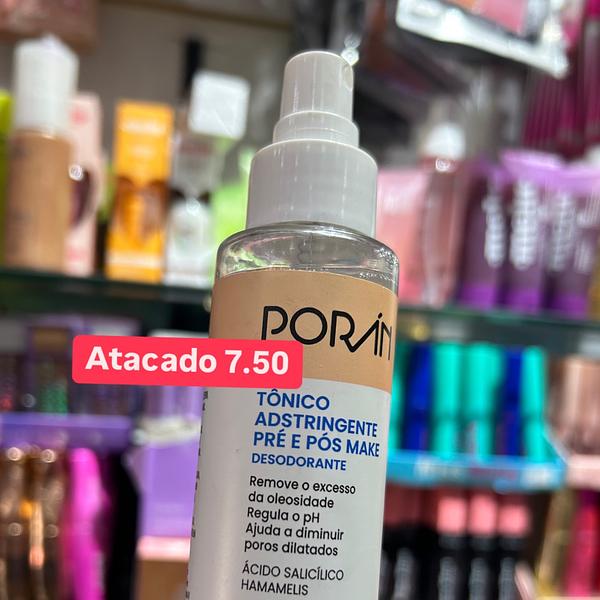 PORÁN
Atacado 7.50
TÔNICO
ADSTRINGENTE
PRÉ E PÓS MAKE
DESODORANTE
Remove o excesso
da oleosidade
Regula o pH
Ajuda a diminuir
poros dilatados
ÁCIDO SALICÍLICO
HAMAMELIS